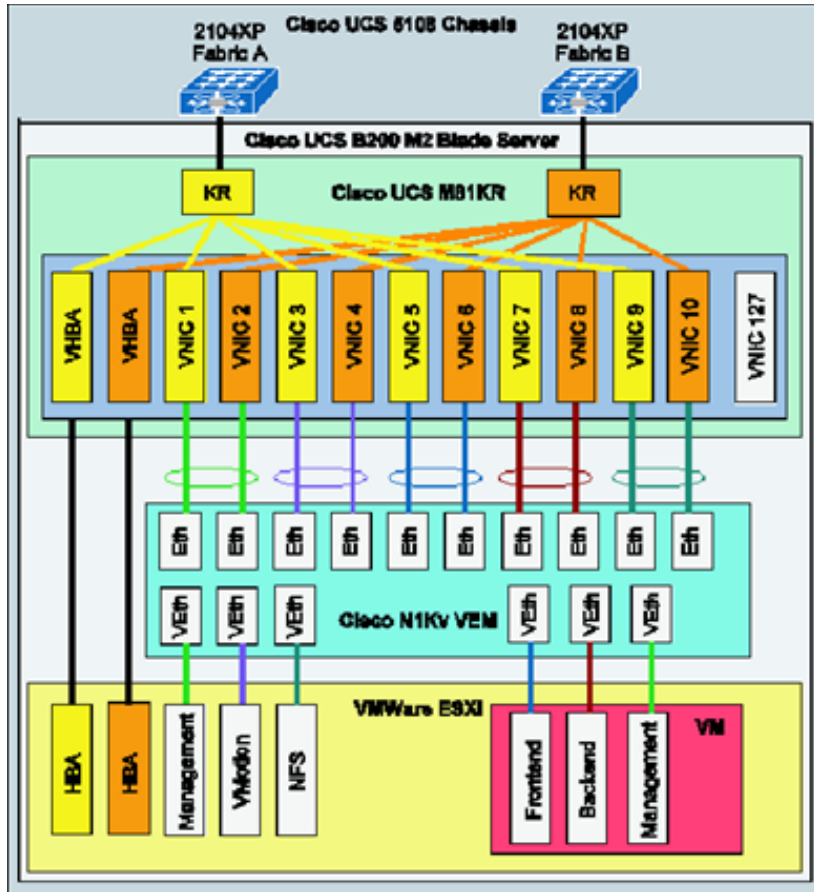 Cisco UCS 5108 Chassis
2104XP
Fabric A
2104XP
Fabric B
Cisco UCS B200 M2 Blade Server
Cisco UCS M81KR
KR
KR
VHBA
VHBA
VNIC 1
VNIC 2
VNIC 3
VNIC 4
VNIC 5
VNIC 6
VNIC 7
VNIC 8
VNIC 9
VNIC 10
VNIC 127
Eth
Eth
Eth
Eth
Eth
Eth
Eth
Eth
Eth
Eth
VEth
VEth
VEth
Cisco N1Kv VEM
VEth
VEth
VEth
VMWare ESXI
HBA
HBA
Management
VMotion
NFS
VM
Frontend
Backend
Management